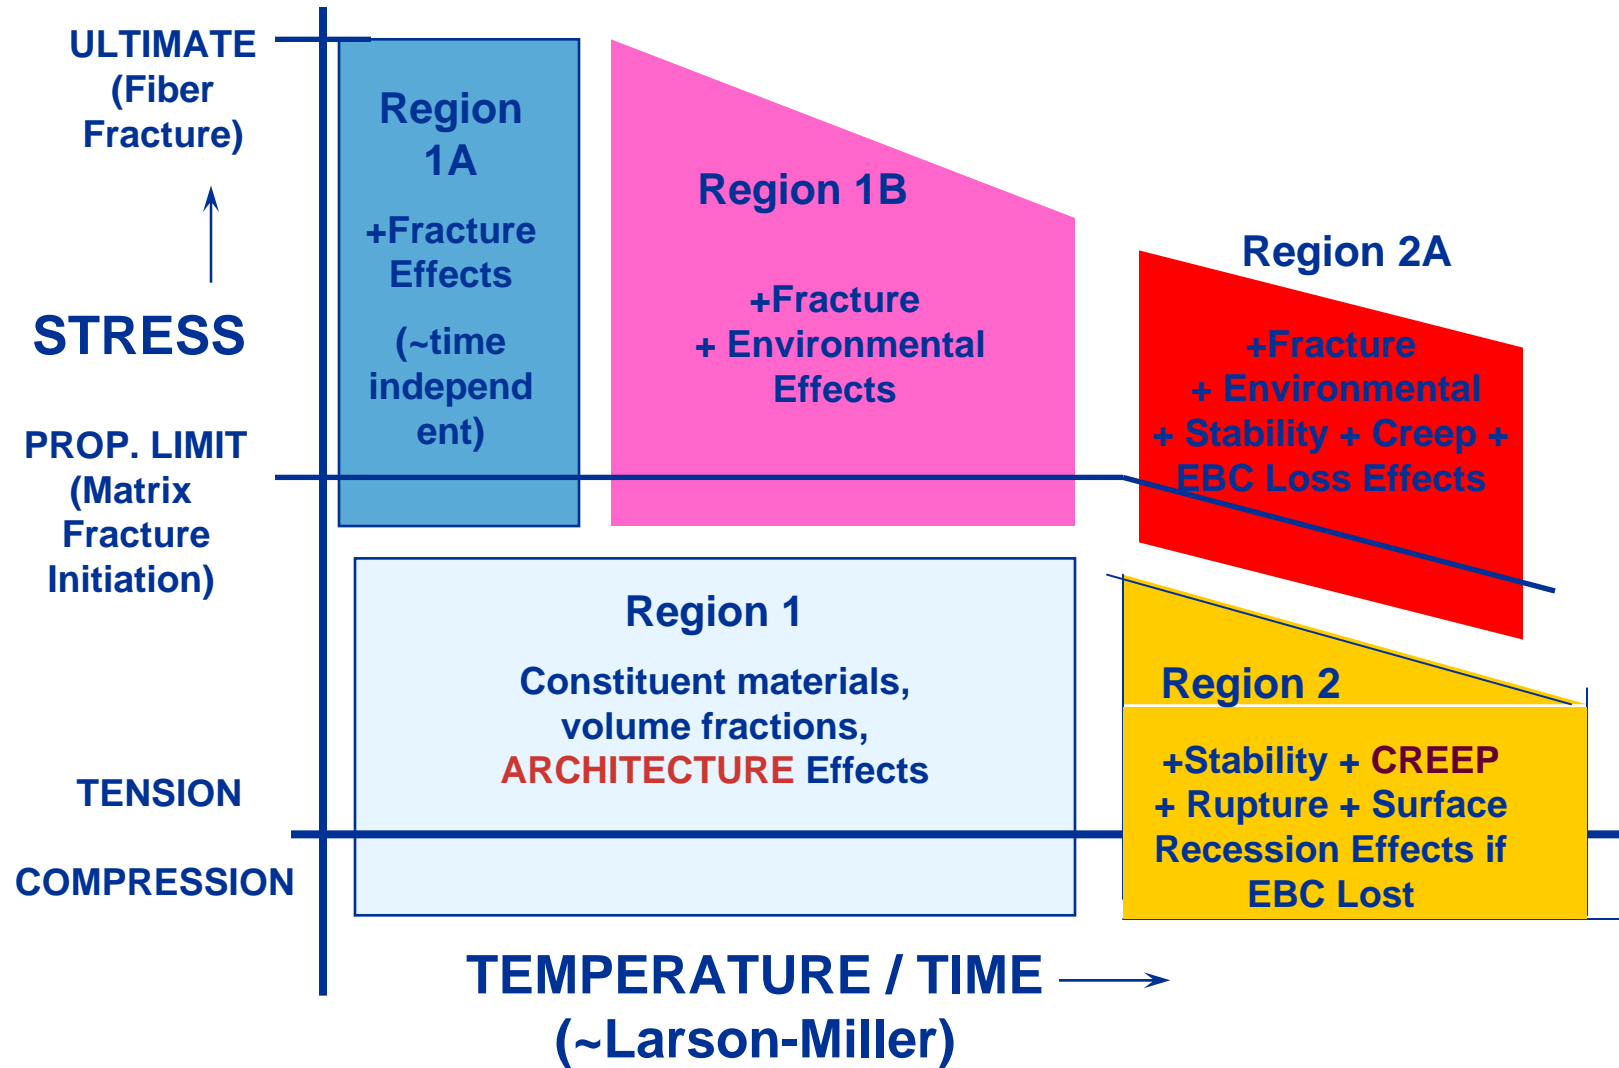 ULTIMATE
(Fiber
Fracture)
STRESS
PROP. LIMIT
(Matrix
Fracture
Initiation)
TENSION
COMPRESSION
Region
1A
+Fracture
Effects
(~time
independ
ent)
Region 1B
+Fracture
+ Environmental
Effects
Region 2A
+Fracture
+ Environmental
+ Stability + Creep +
EBC Loss Effects
Region 1
Constituent materials,
volume fractions,
ARCHITECTURE Effects
Region 2
+Stability + CREEP
+ Rupture + Surface
Recession Effects if
EBC Lost
TEMPERATURE / TIME
(~Larson-Miller)